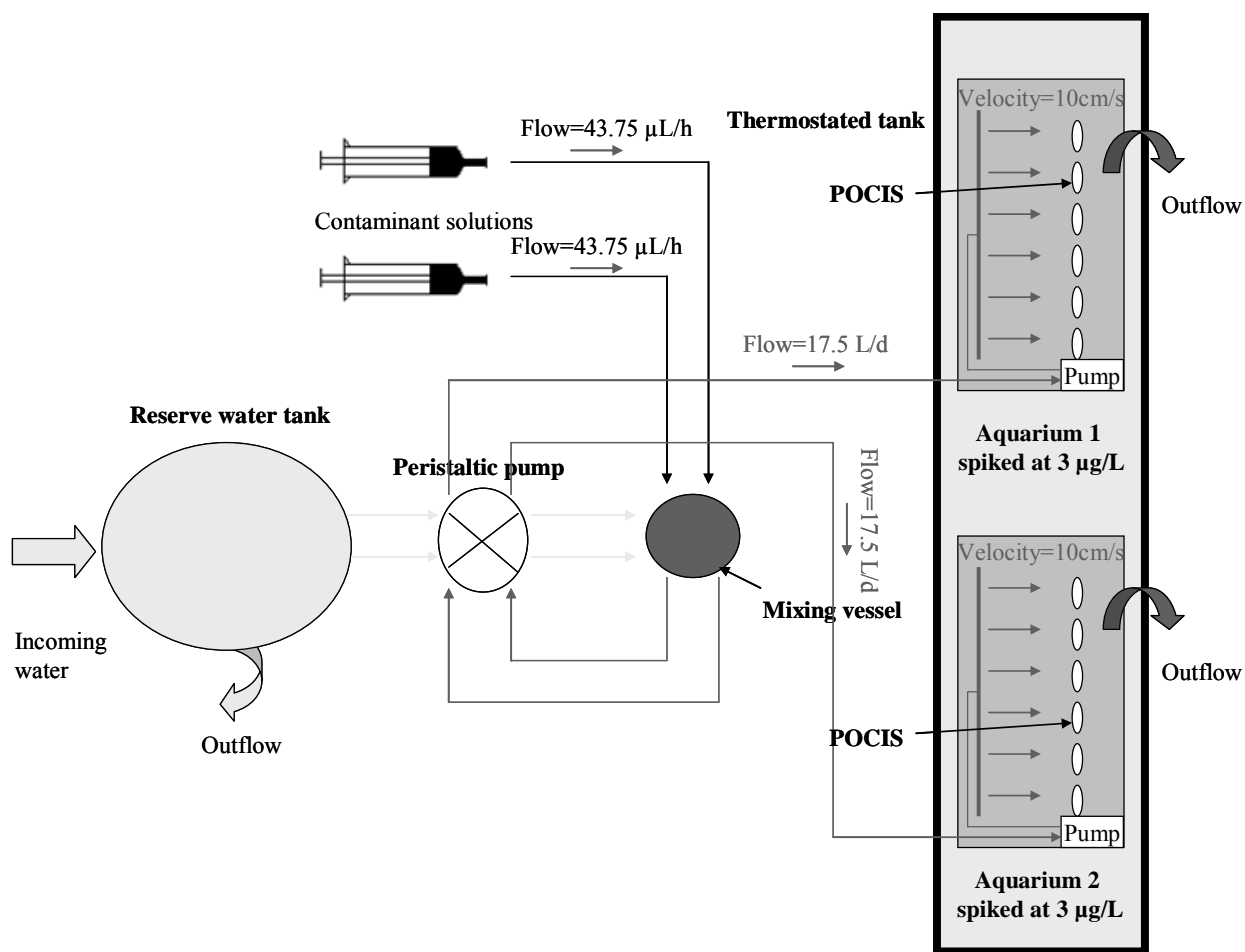 Velocity=10cm/s
Thermostated tank
Flow=43.75 µL/h
POCIS
Outflow
Contaminant solutions
Flow=43.75 µL/h
Flow=17.5 L/d
Pump
Reserve water tank
Peristaltic pump
Aquarium 1
spiked at 3 µg/L
Flow=17.5 L/d
Velocity=10cm/s
Mixing vessel
Incoming
water
Outflow
Outflow
POCIS
Pump
Aquarium 2
spiked at 3 µg/L